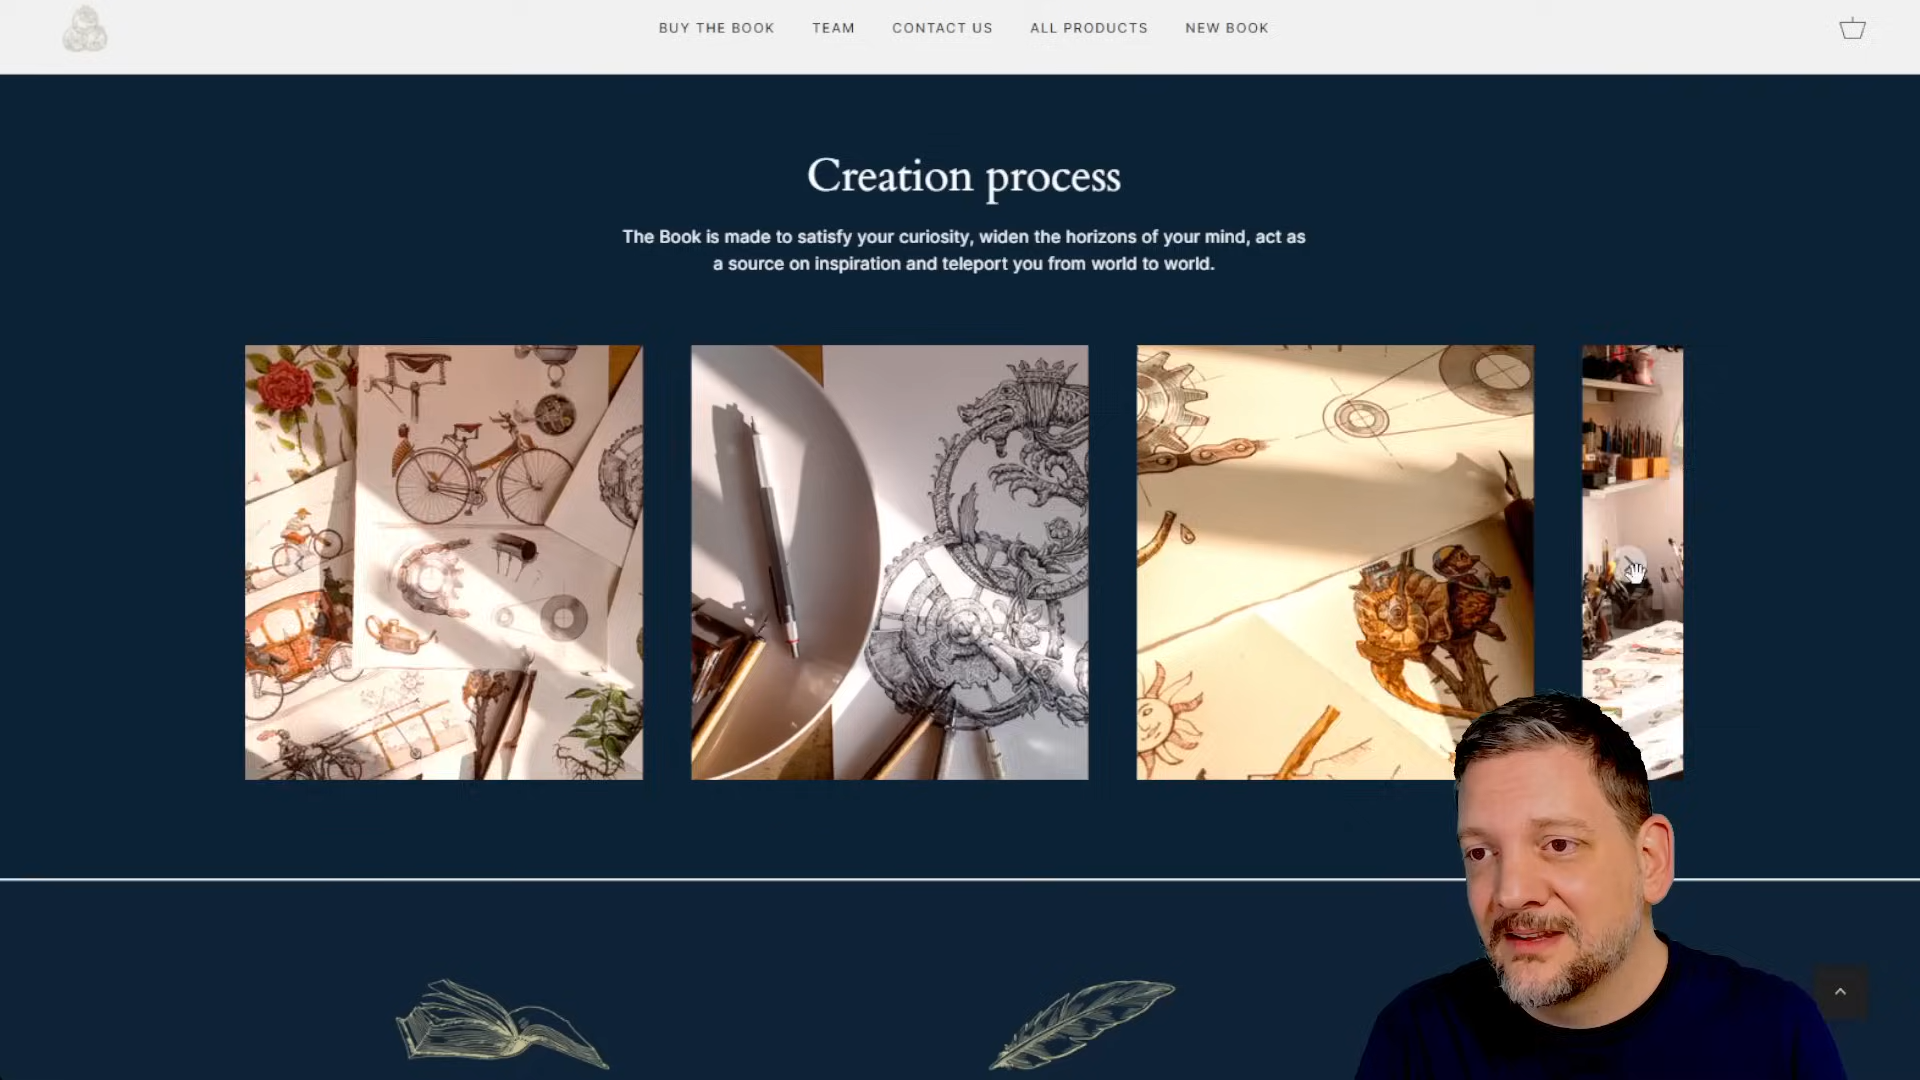 BUY THE BOOK
TEAM
CONTACT US
ALL PRODUCTS
NEW BOOK
Creation process
The Book is made to satisfy your curiosity, widen the horizons of your mind, act as
a source on inspiration and teleport you from world to world.